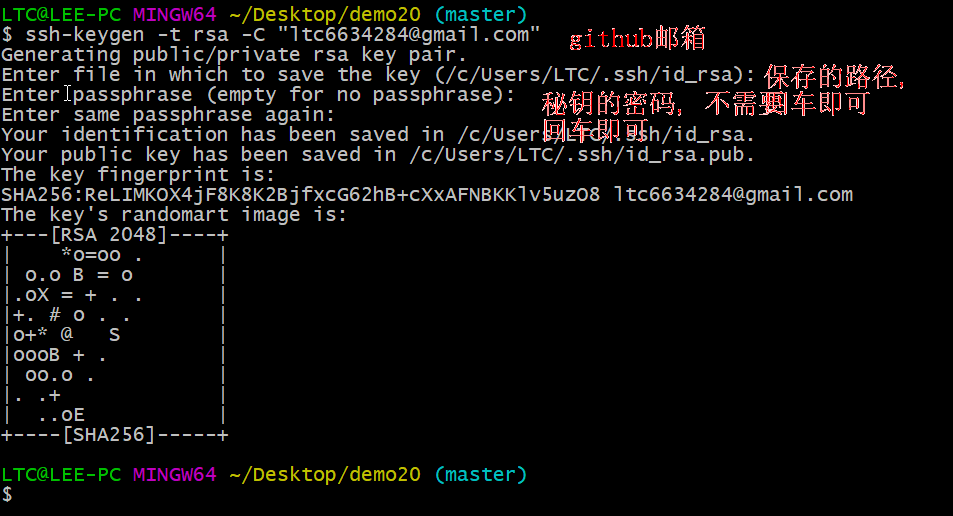 LTC@LEE-PC MINGW64 ~/Desktop/demo20 (master)
$ ssh-keygen -t rsa -C "ltc6634284@gmail.com" github邮箱
Generating public/private rsa key pair.
Enter file in which to save the key (/c/Users/LTC/.ssh/id_rsa): 保存的路径,
Enter passphrase (empty for no passphrase): 秘钥的密码, 不需要 车即可
Enter same passphrase again: 回车即可
Your identification has been saved in /c/Users/LTC/.ssh/id_rsa.
Your public key has been saved in /c/Users/LTC/.ssh/id_rsa.pub.
The key fingerprint is:
SHA256:ReLIMKOX4jF8K8K2BjfxcG62hB+cXxAFNBKKlv5uzO8 ltc6634284@gmail.com
The key's randomart image is:
+---[RSA 2048]----+
|    *o=oo .      |
| o.o B = o       |
|.oX = + . .      |
|+. # o . .       |
|o+* @   S        |
|oooB + .         |
| oo.o .          |
|. .+             |
|  ..oE           |
+----[SHA256]-----+
LTC@LEE-PC MINGW64 ~/Desktop/demo20 (master)
$